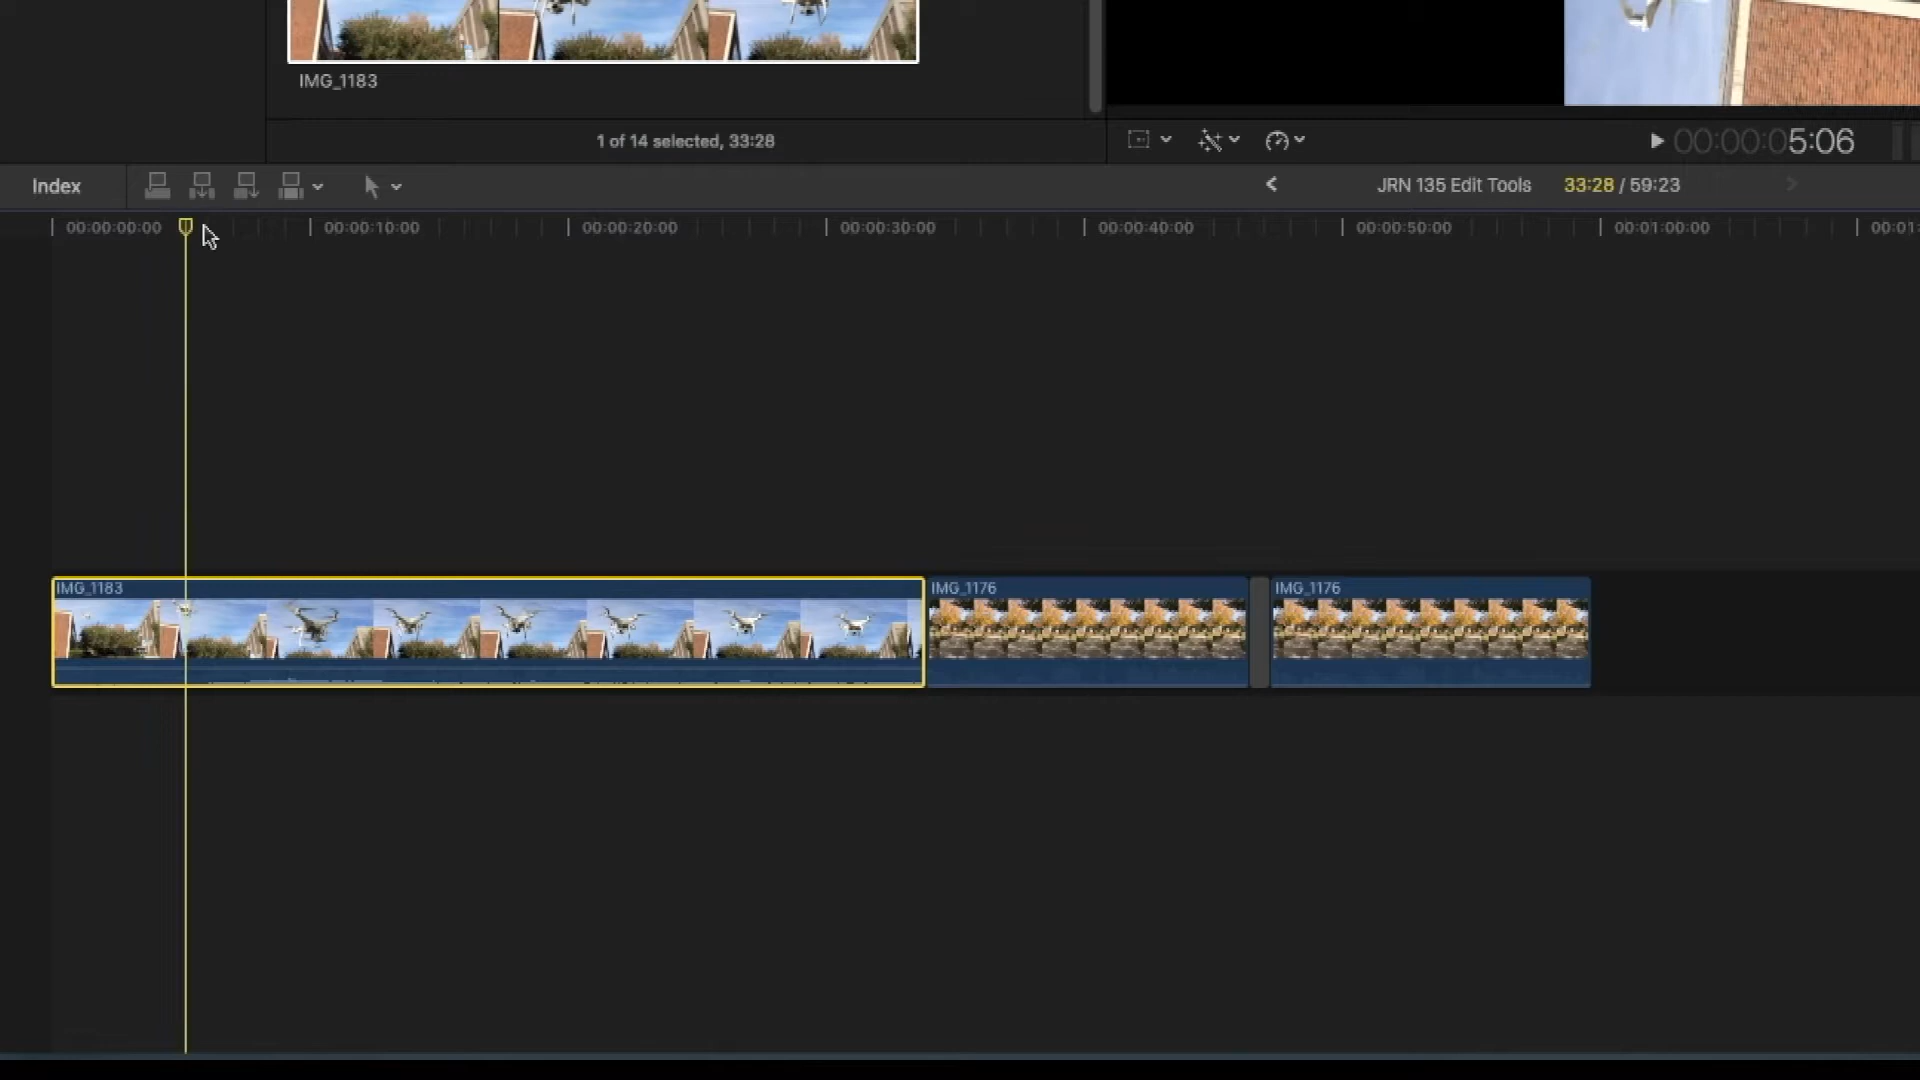 IMG_1183
1 of 14 selected, 33:28
00:00:05:06
Index
JRN 135 Edit Tools
33:28 / 59:23
00:00:00:00
00:00:10:00
00:00:20:00
00:00:30:00
00:00:40:00
00:00:50:00
00:01:00:00
00:01:
IMG_1183
IMG_1176
IMG_1176